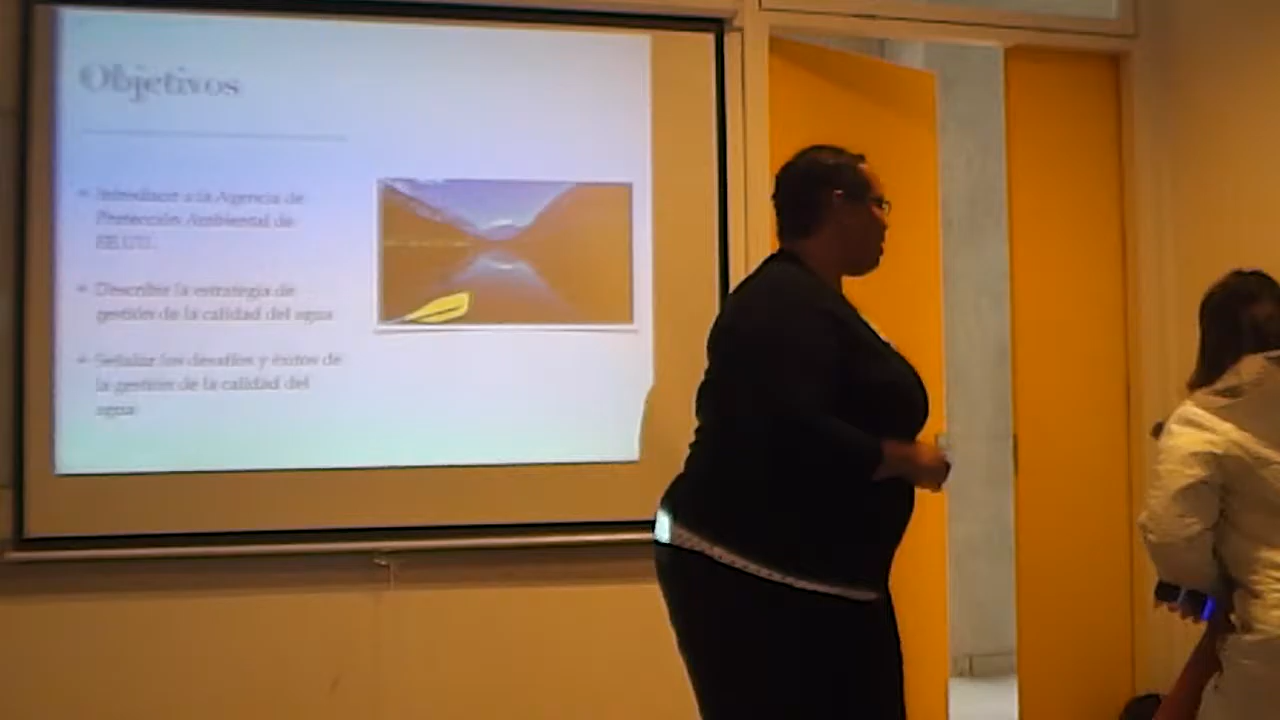 Objetivos
Introducir a la Agencia de
Protección Ambiental de
EE.UU.
Describir la estrategia de
gestión de la calidad del agua
Señalar los desafíos y éxitos de
la gestión de la calidad del
agua